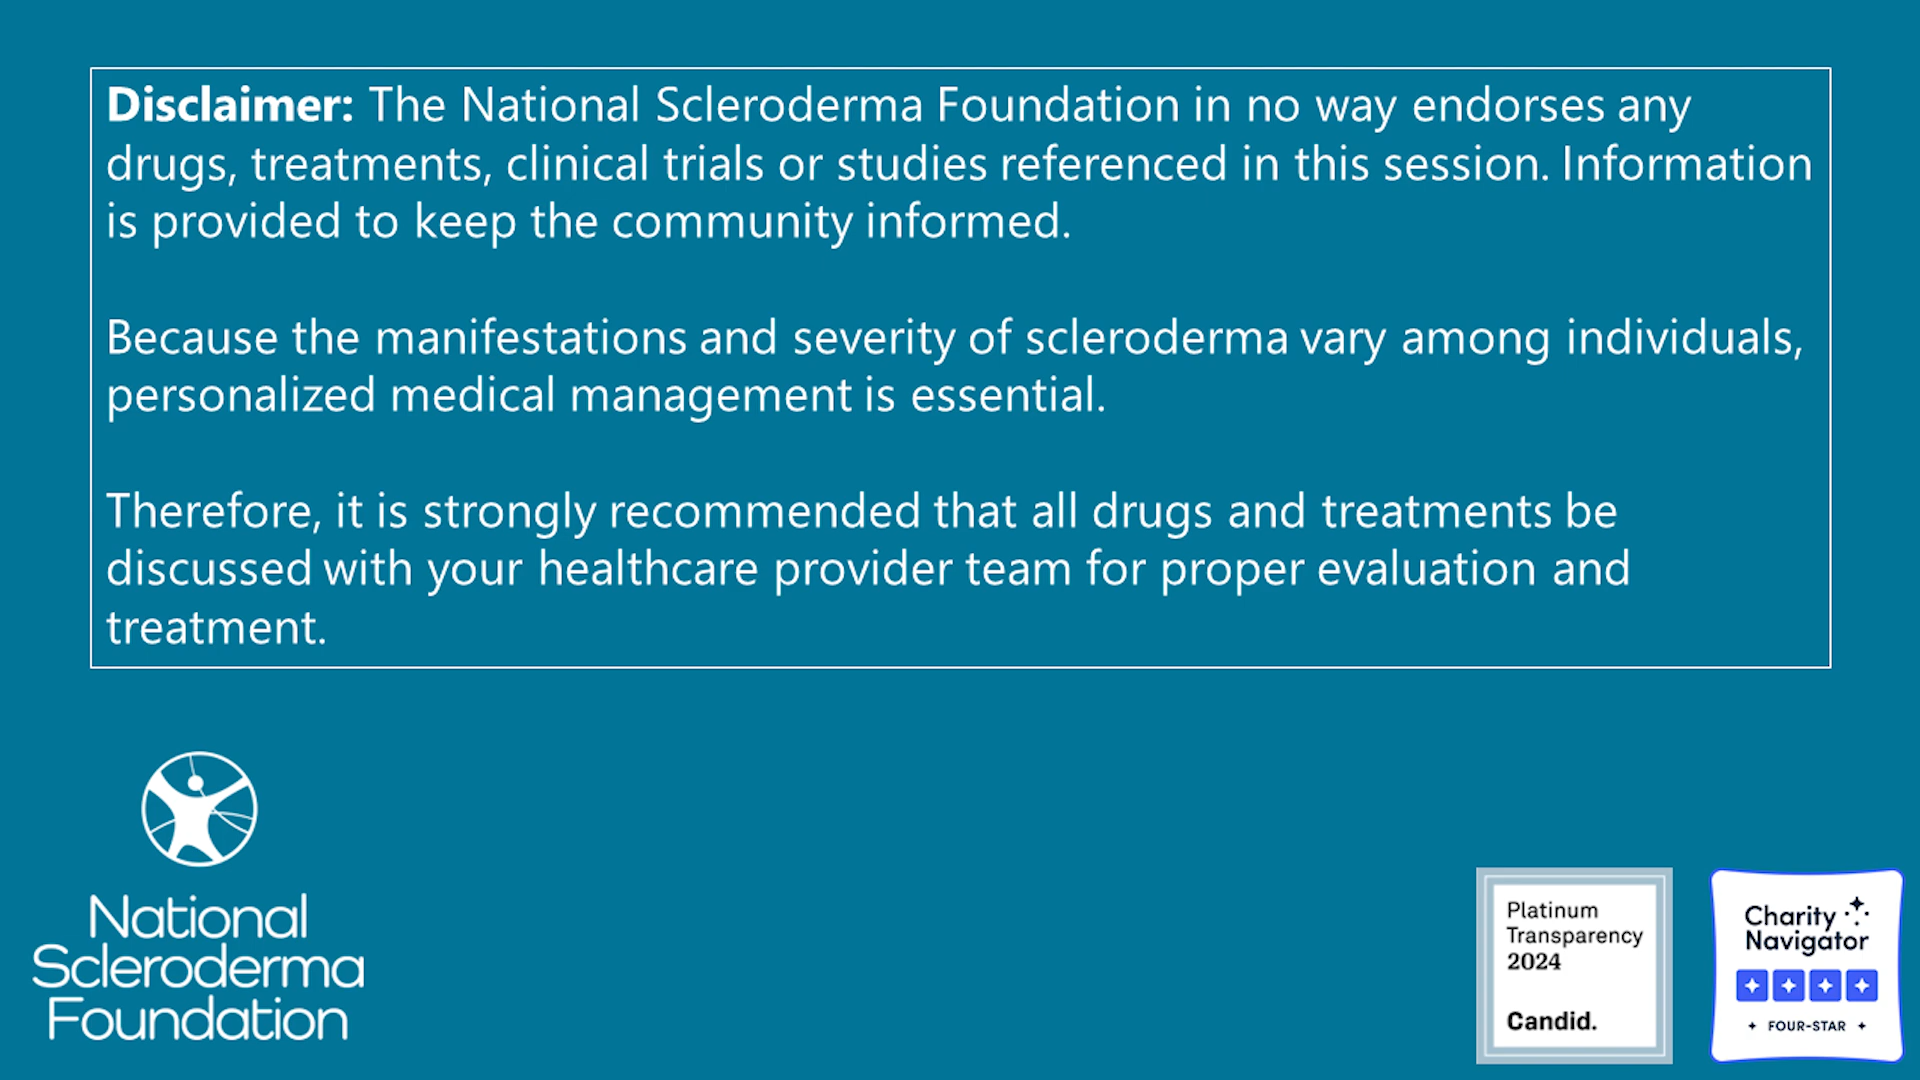 Disclaimer: The National Scleroderma Foundation in no way endorses any
drugs, treatments, clinical trials or studies referenced in this session. Information
is provided to keep the community informed.
Because the manifestations and severity of scleroderma vary among individuals,
personalized medical management is essential.
Therefore, it is strongly recommended that all drugs and treatments be
discussed with your healthcare provider team for proper evaluation and
treatment.
National
Scleroderma
Foundation
Platinum
Transparency
2024
Candid.
Charity
Navigator
FOUR-STAR